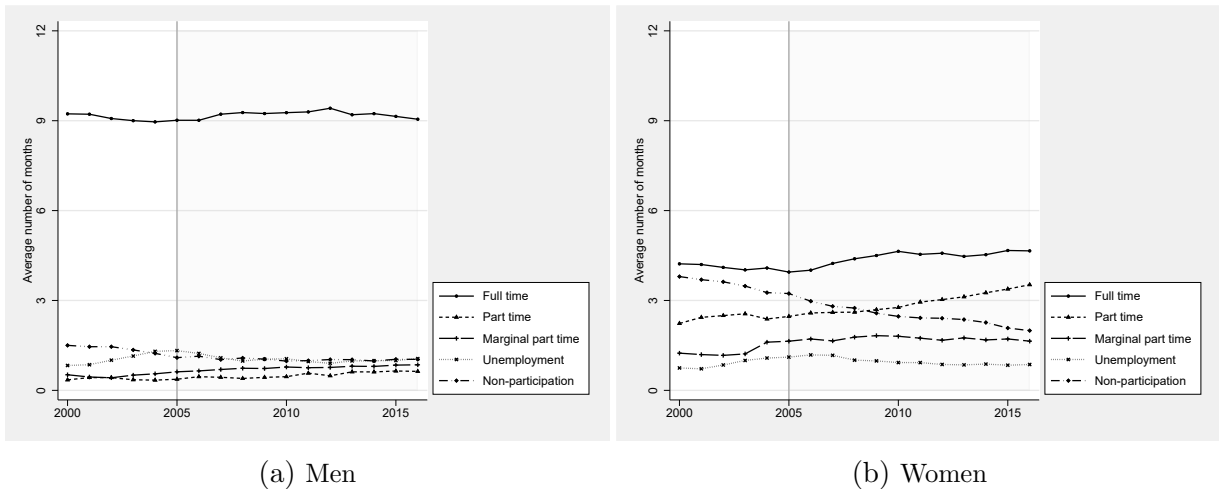 12
9
6
3
0
Average number of months
2000
2005
2010
2015
Full time
Part time
Marginal part time
Unemployment
Non-participation
(a) Men
12
9
6
3
0
Average number of months
2000
2005
2010
2015
Full time
Part time
Marginal part time
Unemployment
Non-participation
(b) Women